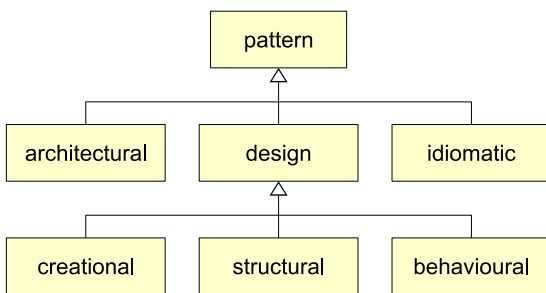 pattern
architectural
design
idiomatic
creational
structural
behavioural